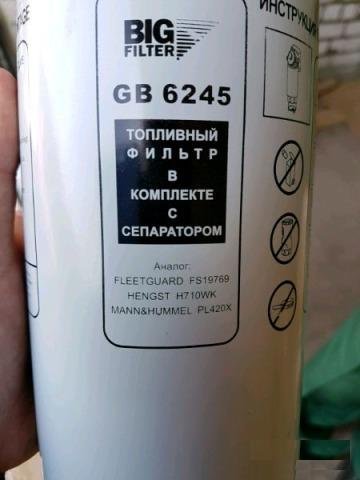 BIG
FILTER
GB 6245
ТОПЛИВНЫЙ
ФИЛЬТР
В
КОМПЛЕКТЕ
С
СЕПАРАТОРОМ
Аналог:
FLEETGUARD FS19769
HENGST H710WK
MANN&HUMMEL PL420X
ИНСТРУКЦИ